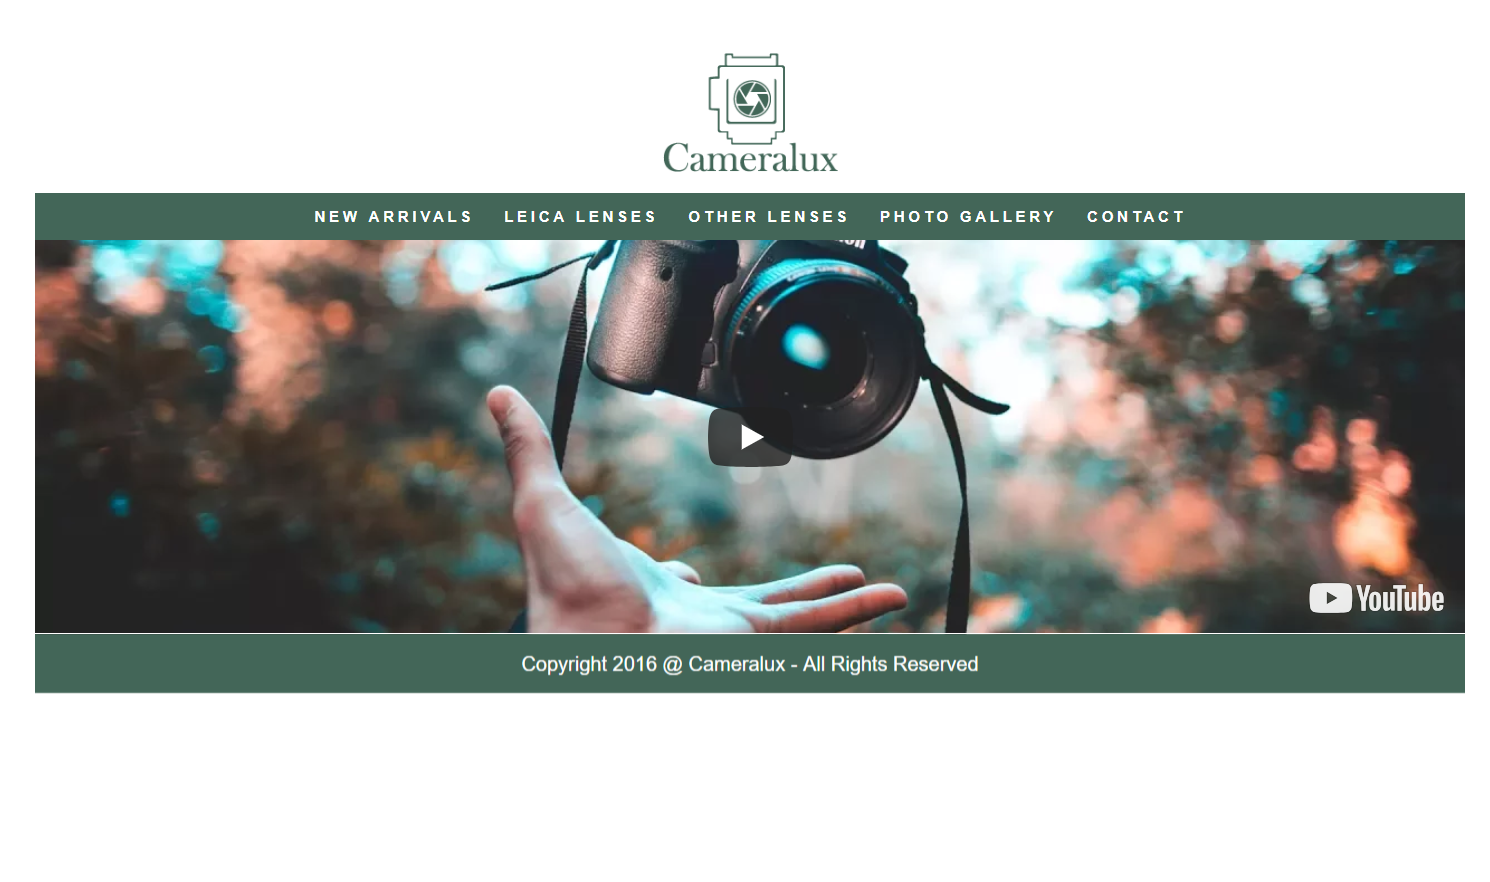 Cameralux
NEW ARRIVALS LEICA LENSES OTHER LENSES PHOTO GALLERY CONTACT
YouTube
Copyright 2016 @ Cameralux - All Rights Reserved